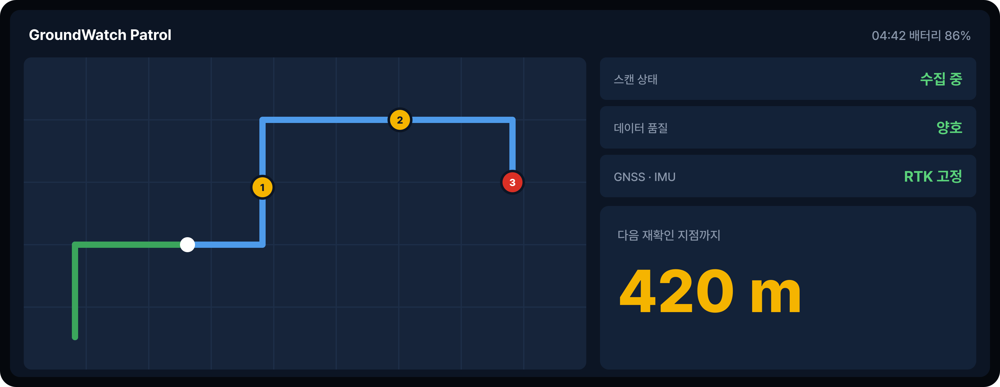 GroundWatch Patrol
04:42 배터리 86%
스캔 상태
수집 중
데이터 품질
양호
GNSS · IMU
RTK 고정
2
1
3
다음 재확인 지점까지
420 m